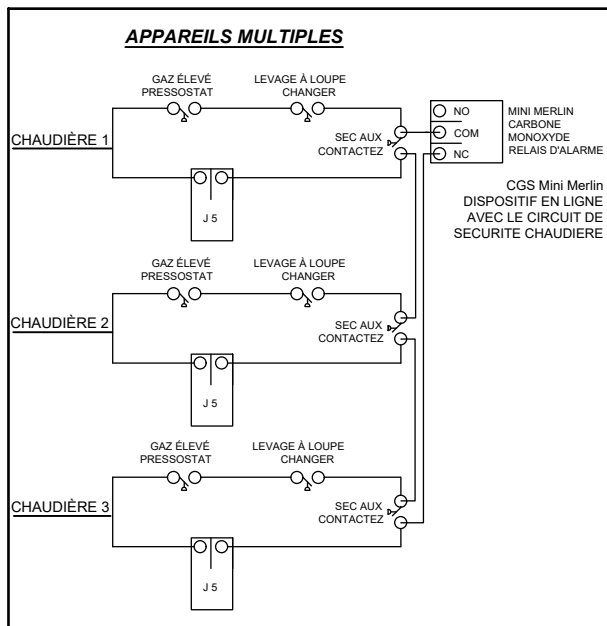 APPAREILS MULTIPLES
GAZ ÉLEVÉ
PRESSOSTAT
LEVAGE À LOUPE
CHANGER
CHAUDIÈRE 1
SEC AUX
CONTACTEZ
J 5
NO
COM
NC
MINI MERLIN
CARBONE
MONOXYDE
RELAIS D'ALARME
CGS Mini Merlin
DISPOSITIF EN LIGNE
AVEC LE CIRCUIT DE
SECURITE CHAUDIERE
GAZ ÉLEVÉ
PRESSOSTAT
LEVAGE À LOUPE
CHANGER
CHAUDIÈRE 2
SEC AUX
CONTACTEZ
J 5
GAZ ÉLEVÉ
PRESSOSTAT
LEVAGE À LOUPE
CHANGER
CHAUDIÈRE 3
SEC AUX
CONTACTEZ
J 5